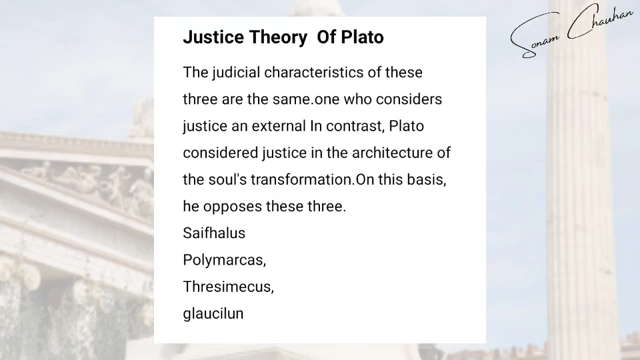 Sonam Chauhan
Justice Theory Of Plato
The judicial characteristics of these
three are the same.one who considers
justice an external In contrast, Plato
considered justice in the architecture of
the soul's transformation.On this basis,
he opposes these three.
Saifhalus
Polymarcas,
Thresimecus,
glaucilun